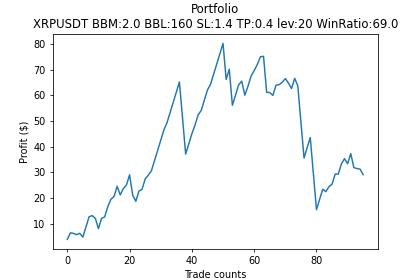 Portfolio
XRPUSDT BBM:2.0 BBL:160 SL:1.4 TP:0.4 lev:20 WinRatio:69.0
80
70
60
50
40
30
20
10
Profit ($)
0 20 40 60 80
Trade counts